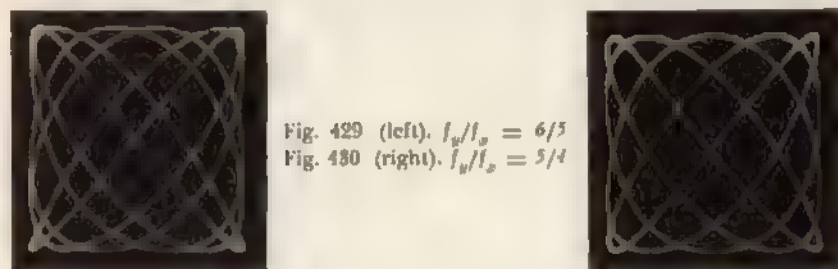 Fig. 429 (left). f_y/f_x = 6/5
Fig. 430 (right). f_y/f_x = 5/4